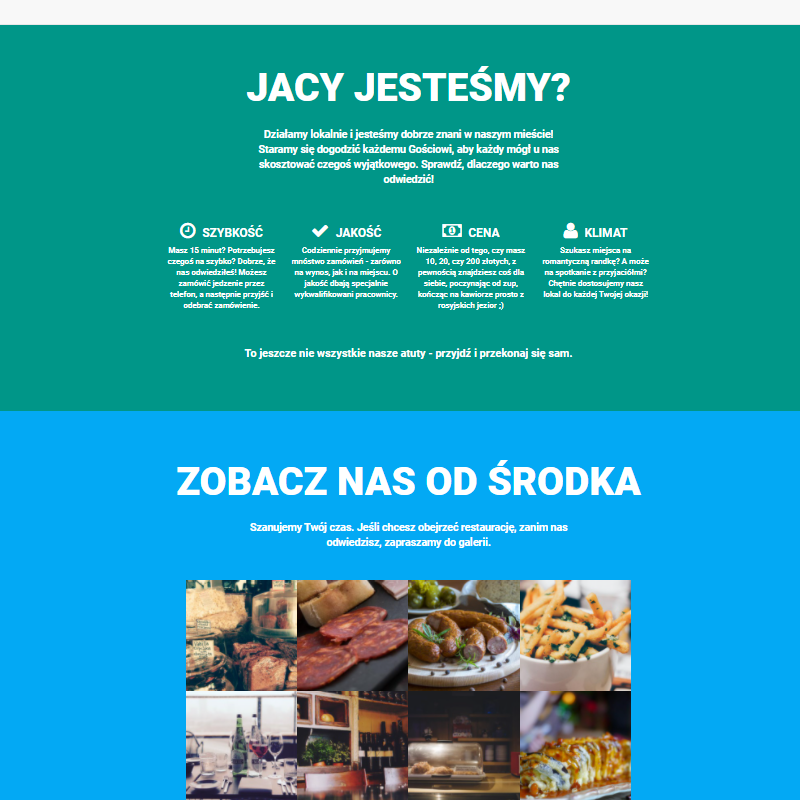 JACY JESTEŚMY?
Działamy lokalnie i jesteśmy dobrze znani w naszym mieście!
Staramy się dogodzić każdemu Gościowi, aby każdy mógł u nas
skosztować czegoś wyjątkowego. Sprawdź, dlaczego warto nas
odwiedzić!
SZYBKOŚĆ
Masz 15 minut? Potrzebujesz
czegoś na szybko? Dobrze, że
nas odwiedziłeś! Możesz
zamówić jedzenie przez
telefon, a następnie przyjść i
odebrać zamówienie.
JAKOŚĆ
Codziennie przyjmujemy
mnóstwo zamówień - zarówno
na wynos, jak i na miejscu. O
jakość dbają specjalnie
wykwalifikowani pracownicy.
CENA
Niezależnie od tego, czy masz
10, 20, czy 200 złotych, z
pewnością znajdziesz coś dla
siebie, poczynając od zup,
kończąc na kawiorze prosto z
rosyjskich jezior ;)
KLIMAT
Szukasz miejsca na
romantyczną randkę? A może
na spotkanie z przyjaciółmi?
Chętnie dostosujemy nasz
lokal do każdej Twojej okazji!
To jeszcze nie wszystkie nasze atuty - przyjdź i przekonaj się sam.
ZOBACZ NAS OD ŚRODKA
Szanujemy Twój czas. Jeśli chcesz obejrzeć restaurację, zanim nas
odwiedzisz, zapraszamy do galerii.